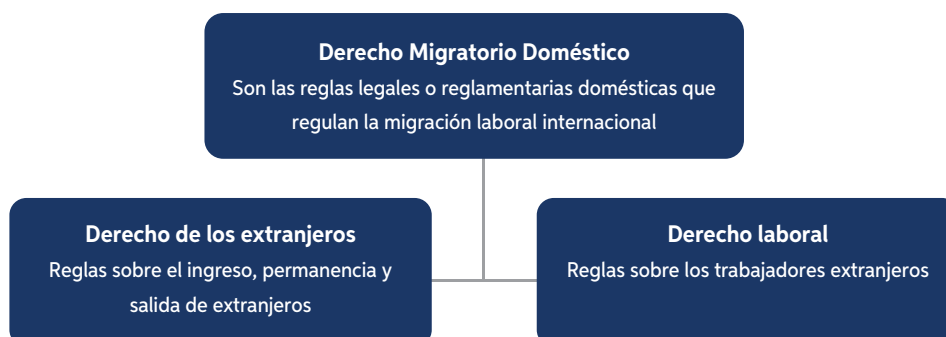 Derecho Migratorio Doméstico
Son las reglas legales o reglamentarias domésticas que
regulan la migración laboral internacional
Derecho de los extranjeros
Reglas sobre el ingreso, permanencia y
salida de extranjeros
Derecho laboral
Reglas sobre los trabajadores extranjeros